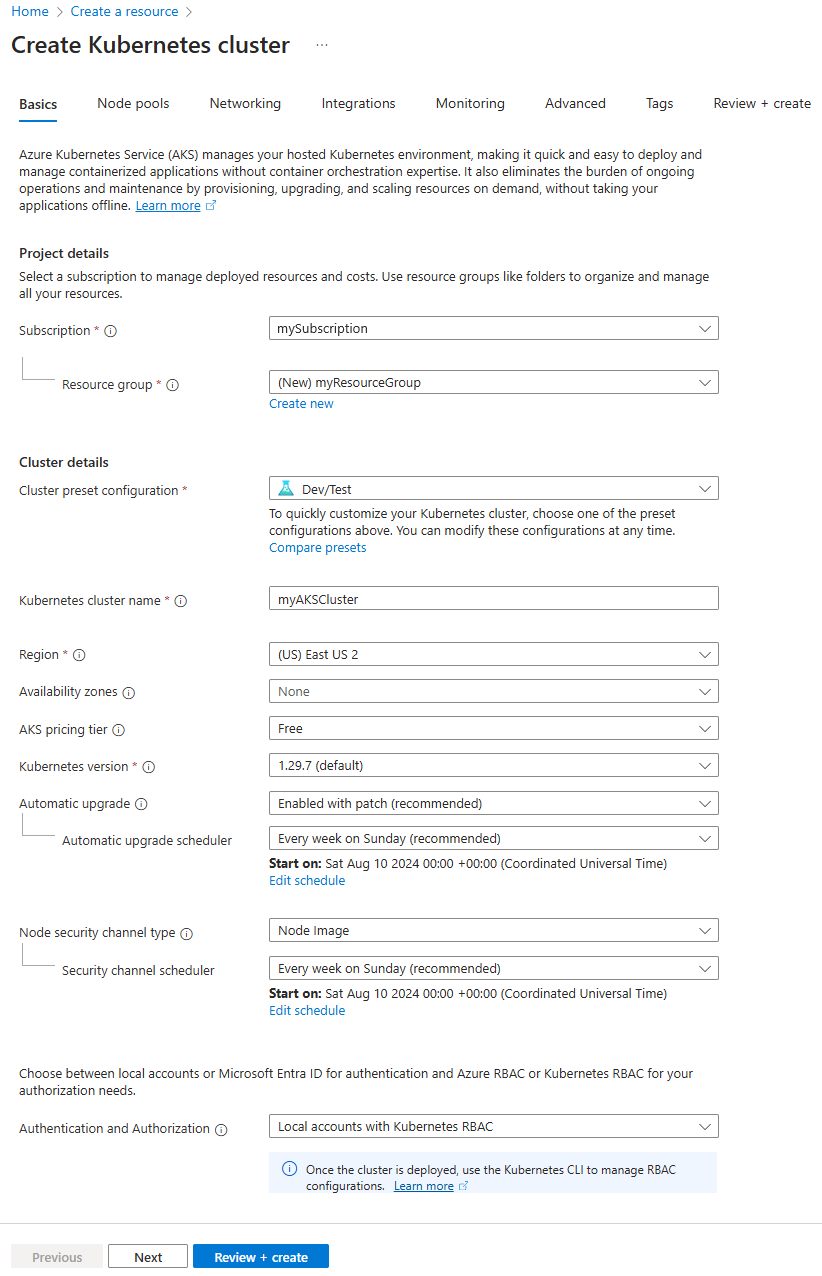 Home > Create a resource >
Create Kubernetes cluster ...
Basics Node pools Networking Integrations Monitoring Advanced Tags Review + create
Azure Kubernetes Service (AKS) manages your hosted Kubernetes environment, making it quick and easy to deploy and
manage containerized applications without container orchestration expertise. It also eliminates the burden of ongoing
operations and maintenance by provisioning, upgrading, and scaling resources on demand, without taking your
applications offline. Learn more
Project details
Select a subscription to manage deployed resources and costs. Use resource groups like folders to organize and manage
all your resources.
Subscription * mySubscription
Resource group * (New) myResourceGroup
Create new
Cluster details
Cluster preset configuration * Dev/Test
To quickly customize your Kubernetes cluster, choose one of the preset
configurations above. You can modify these configurations at any time.
Compare presets
Kubernetes cluster name * myAKSCluster
Region * (US) East US 2
Availability zones None
AKS pricing tier Free
Kubernetes version * 1.29.7 (default)
Automatic upgrade Enabled with patch (recommended)
Automatic upgrade scheduler Every week on Sunday (recommended)
Start on: Sat Aug 10 2024 00:00 +00:00 (Coordinated Universal Time)
Edit schedule
Node security channel type Node Image
Security channel scheduler Every week on Sunday (recommended)
Start on: Sat Aug 10 2024 00:00 +00:00 (Coordinated Universal Time)
Edit schedule
Choose between local accounts or Microsoft Entra ID for authentication and Azure RBAC or Kubernetes RBAC for your
authorization needs.
Authentication and Authorization Local accounts with Kubernetes RBAC
Once the cluster is deployed, use the Kubernetes CLI to manage RBAC
configurations. Learn more
Previous Next Review + create